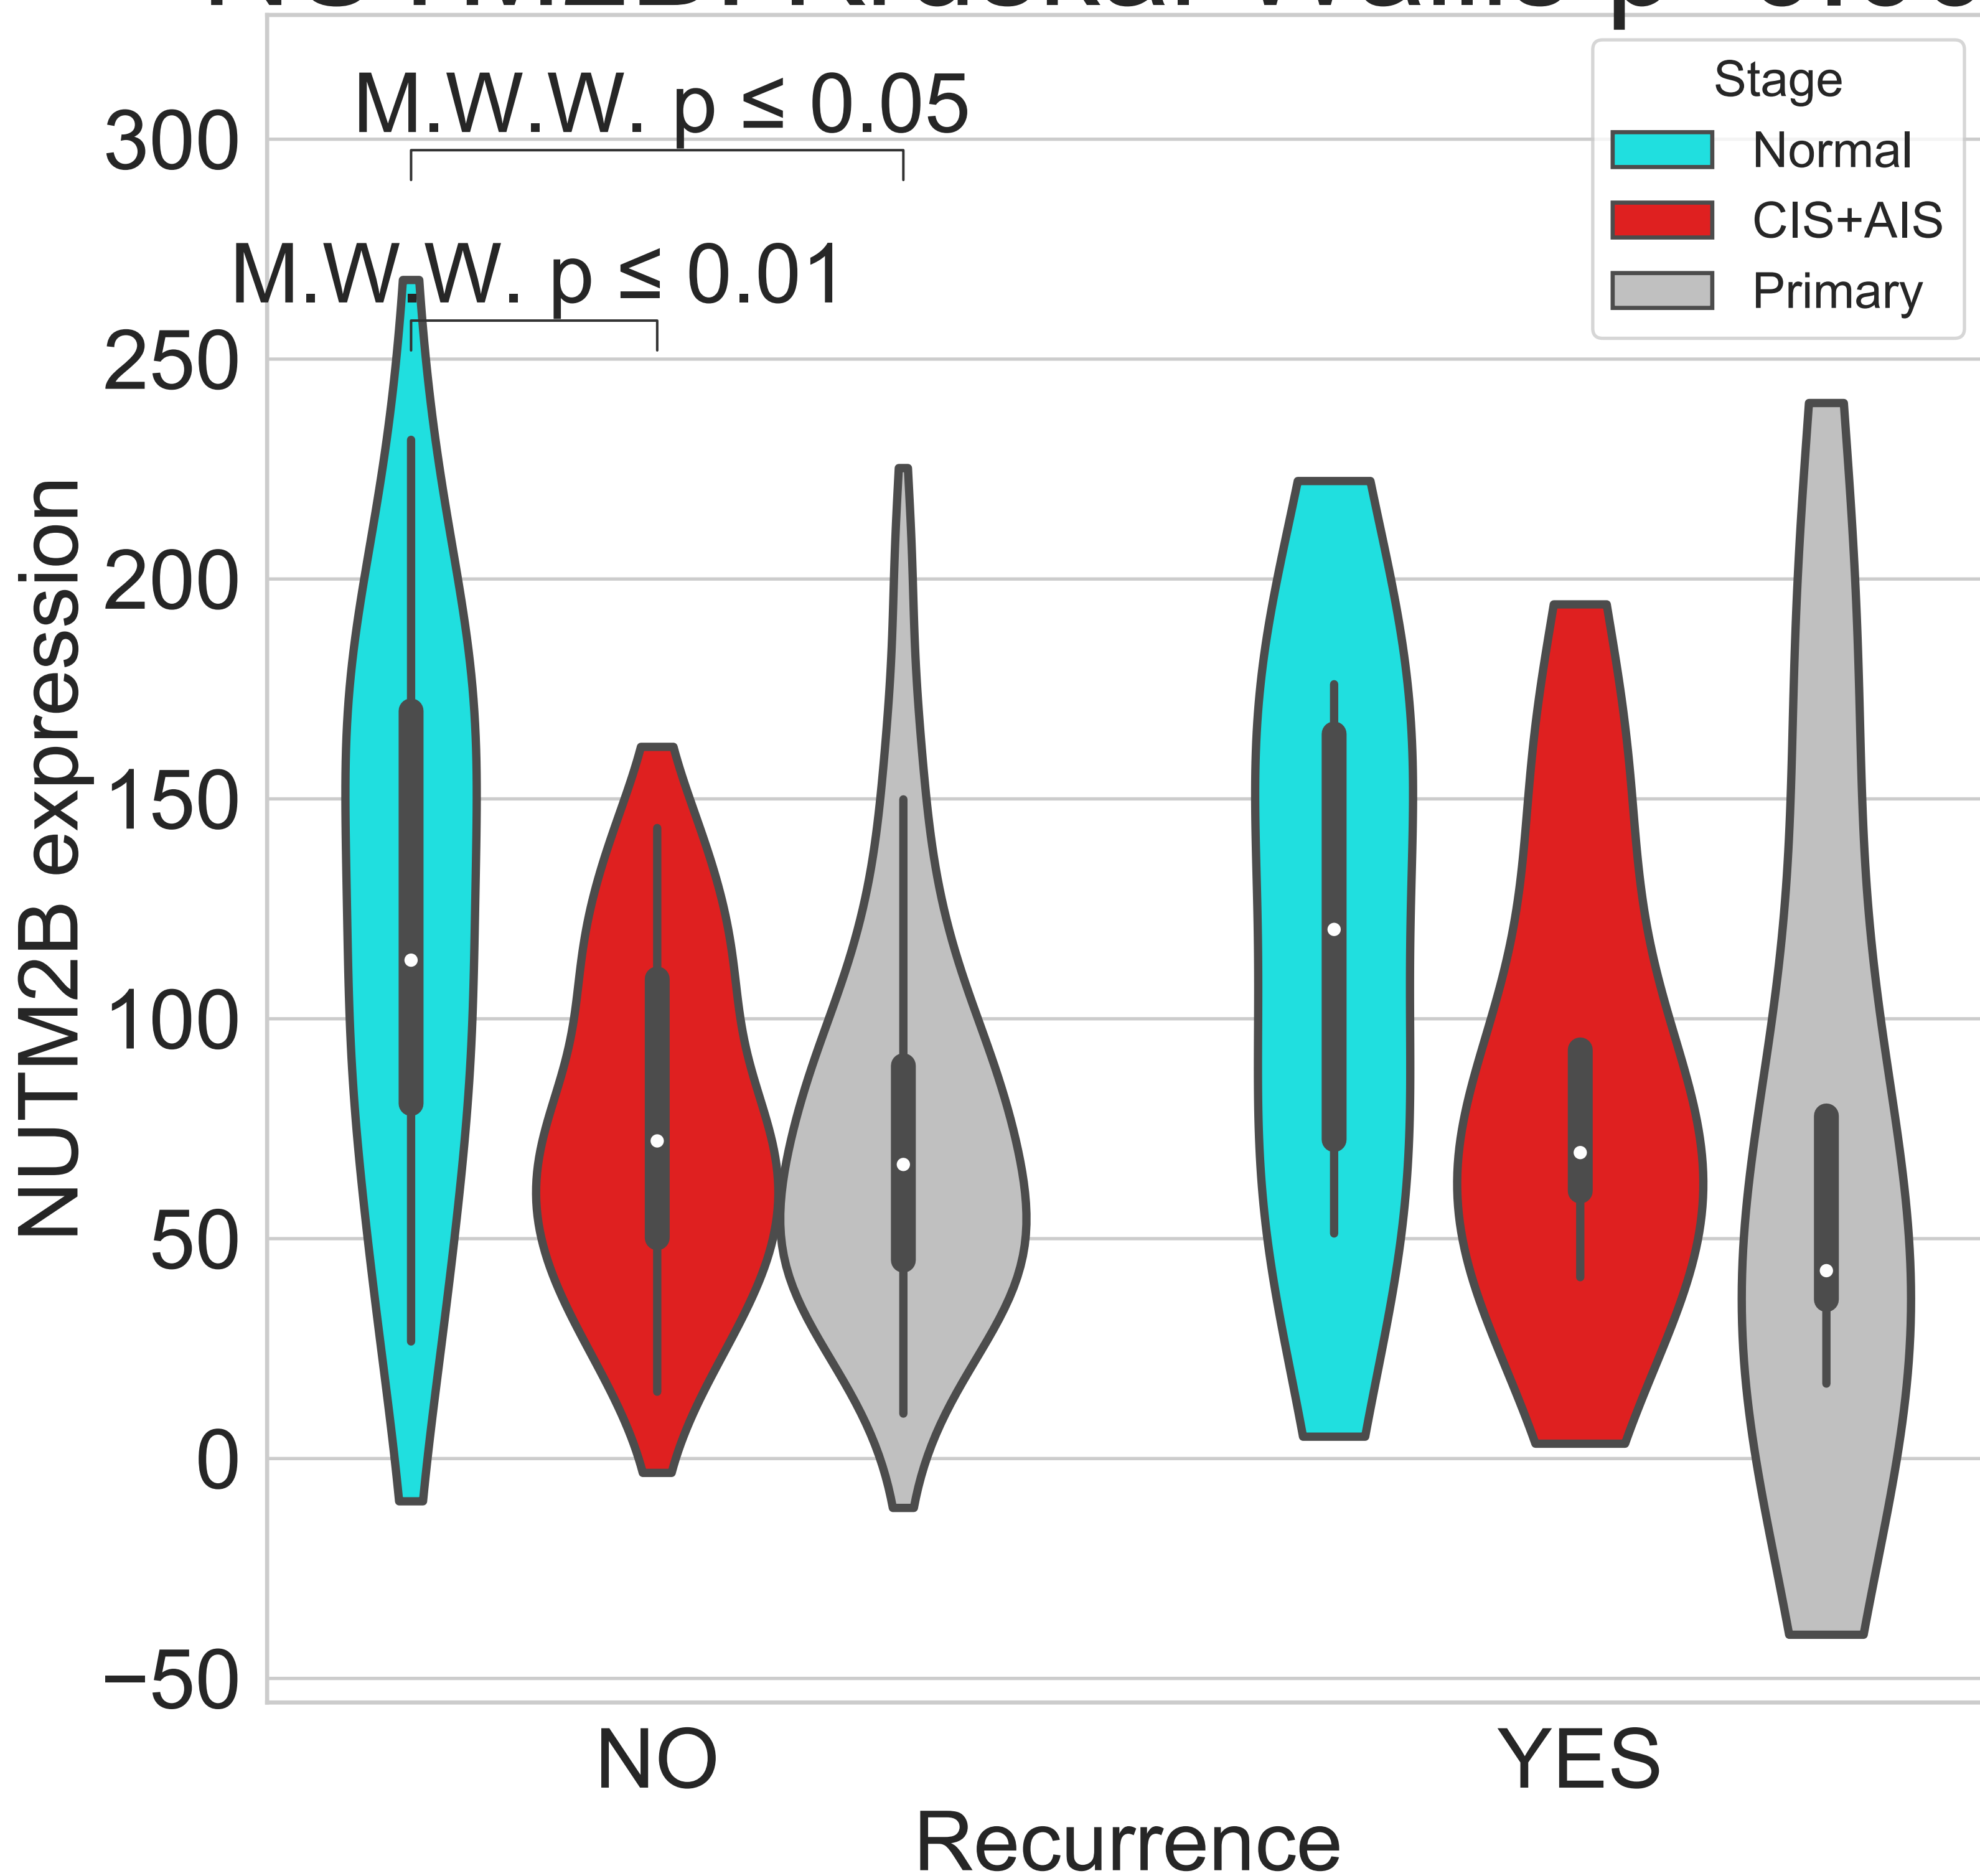 M.W.W. p ≤ 0.05
M.W.W. p ≤ 0.01
Stage
Normal
CIS+AIS
Primary
300
250
200
150
100
50
0
−50
NUTM2B expression
NO
YES
Recurrence